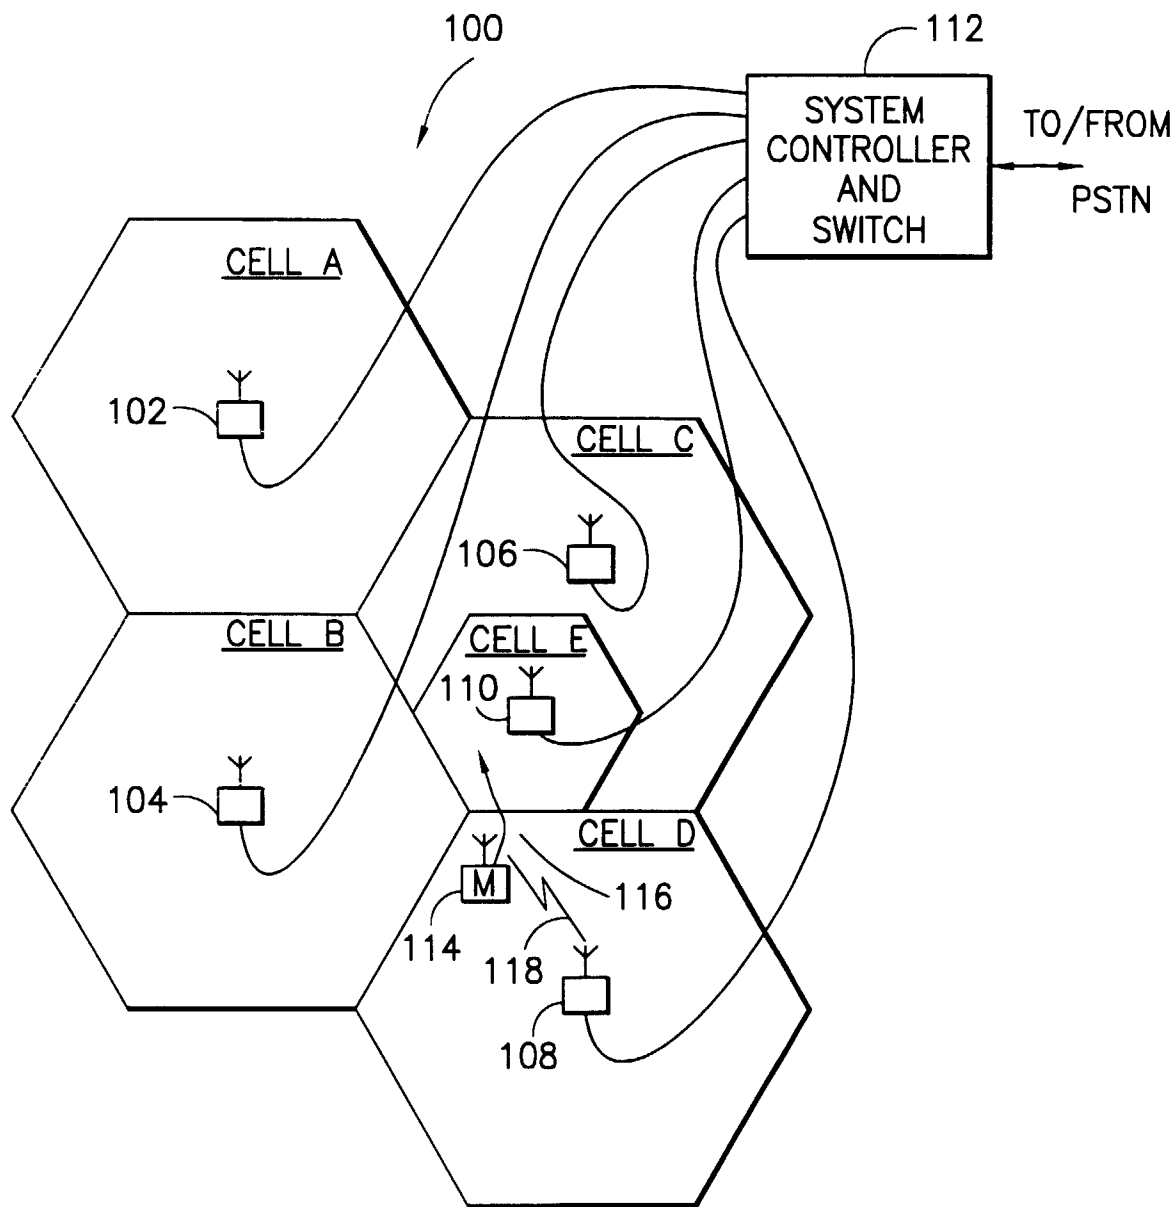 100
112
SYSTEM
CONTROLLER
AND
SWITCH
TO/FROM
PSTN
CELL A
102
CELL C
106
CELL B
CELL E
110
104
CELL D
M
114
116
118
108